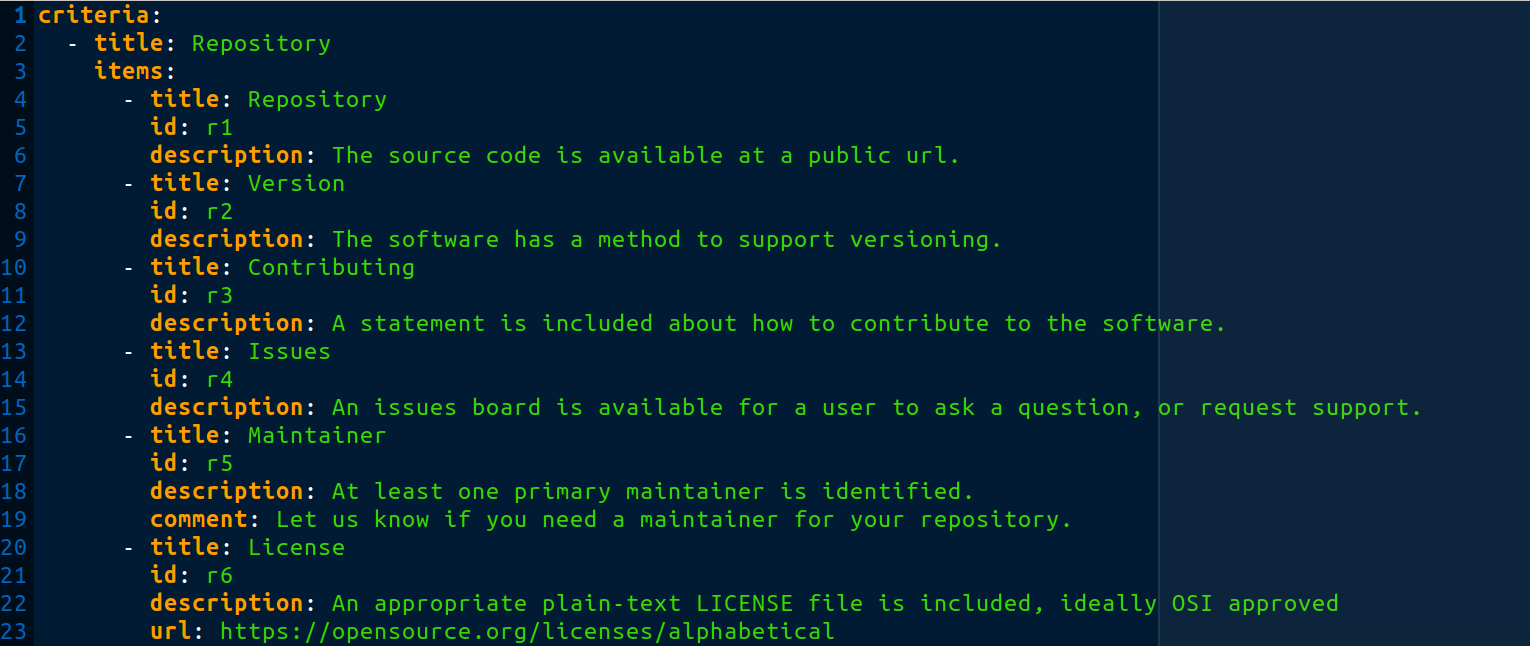 1 criteria:
2   - title: Repository
3     items:
4       - title: Repository
5         id: r1
6         description: The source code is available at a public url.
7       - title: Version
8         id: r2
9         description: The software has a method to support versioning.
10       - title: Contributing
11         id: r3
12         description: A statement is included about how to contribute to the software.
13       - title: Issues
14         id: r4
15         description: An issues board is available for a user to ask a question, or request support.
16       - title: Maintainer
17         id: r5
18         description: At least one primary maintainer is identified.
19         comment: Let us know if you need a maintainer for your repository.
20       - title: License
21         id: r6
22         description: An appropriate plain-text LICENSE file is included, ideally OSI approved
23         url: https://opensource.org/licenses/alphabetical